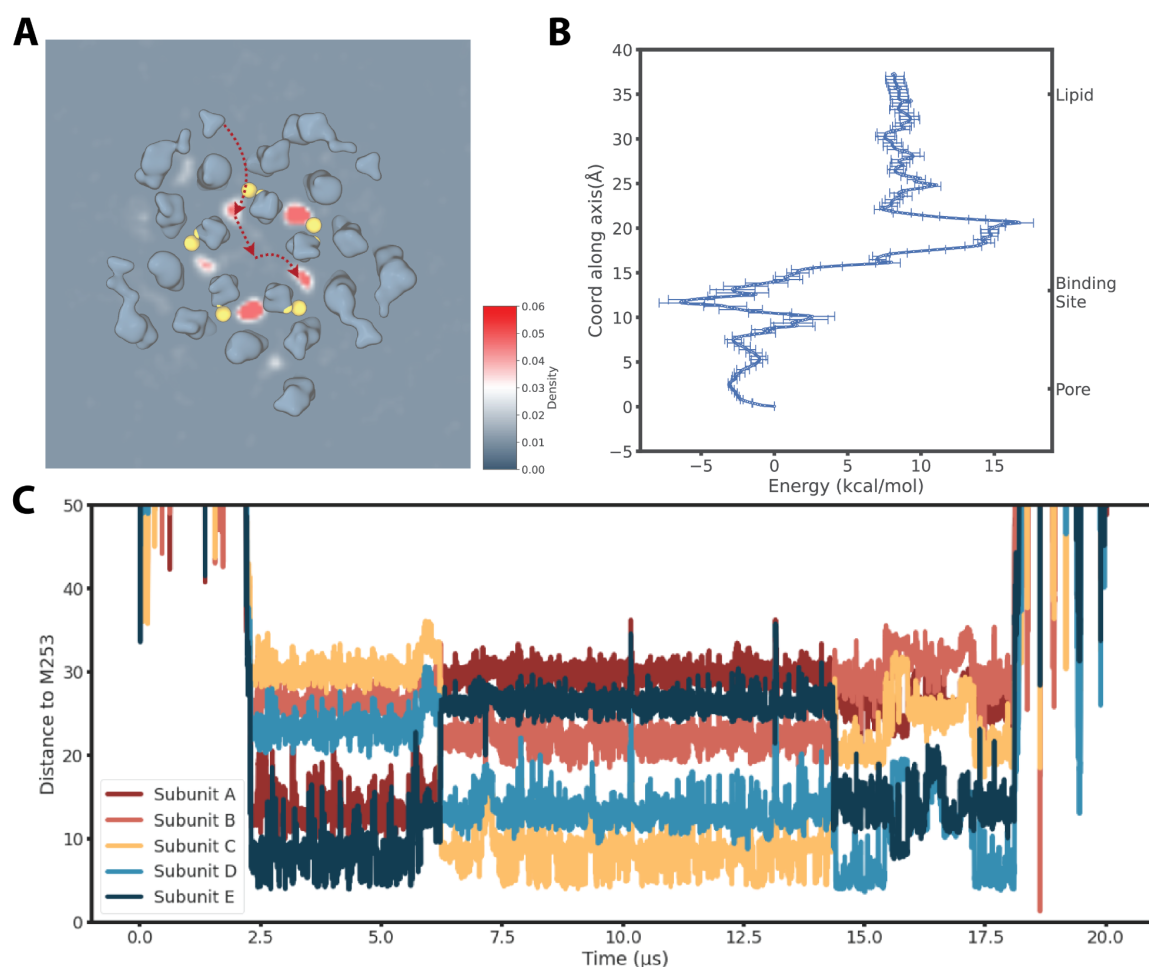 A
0.06
0.05
0.04
0.03
0.02
0.01
0.00
Density
B
40
35
30
25
20
15
10
5
0
−5
Coord along axis(Å)
−5 0 5 10 15
Energy (kcal/mol)
Lipid
Binding
Site
Pore
C
50
40
30
20
10
0
Distance to M253
Subunit A
Subunit B
Subunit C
Subunit D
Subunit E
0.0 2.5 5.0 7.5 10.0 12.5 15.0 17.5 20.0
Time (μs)